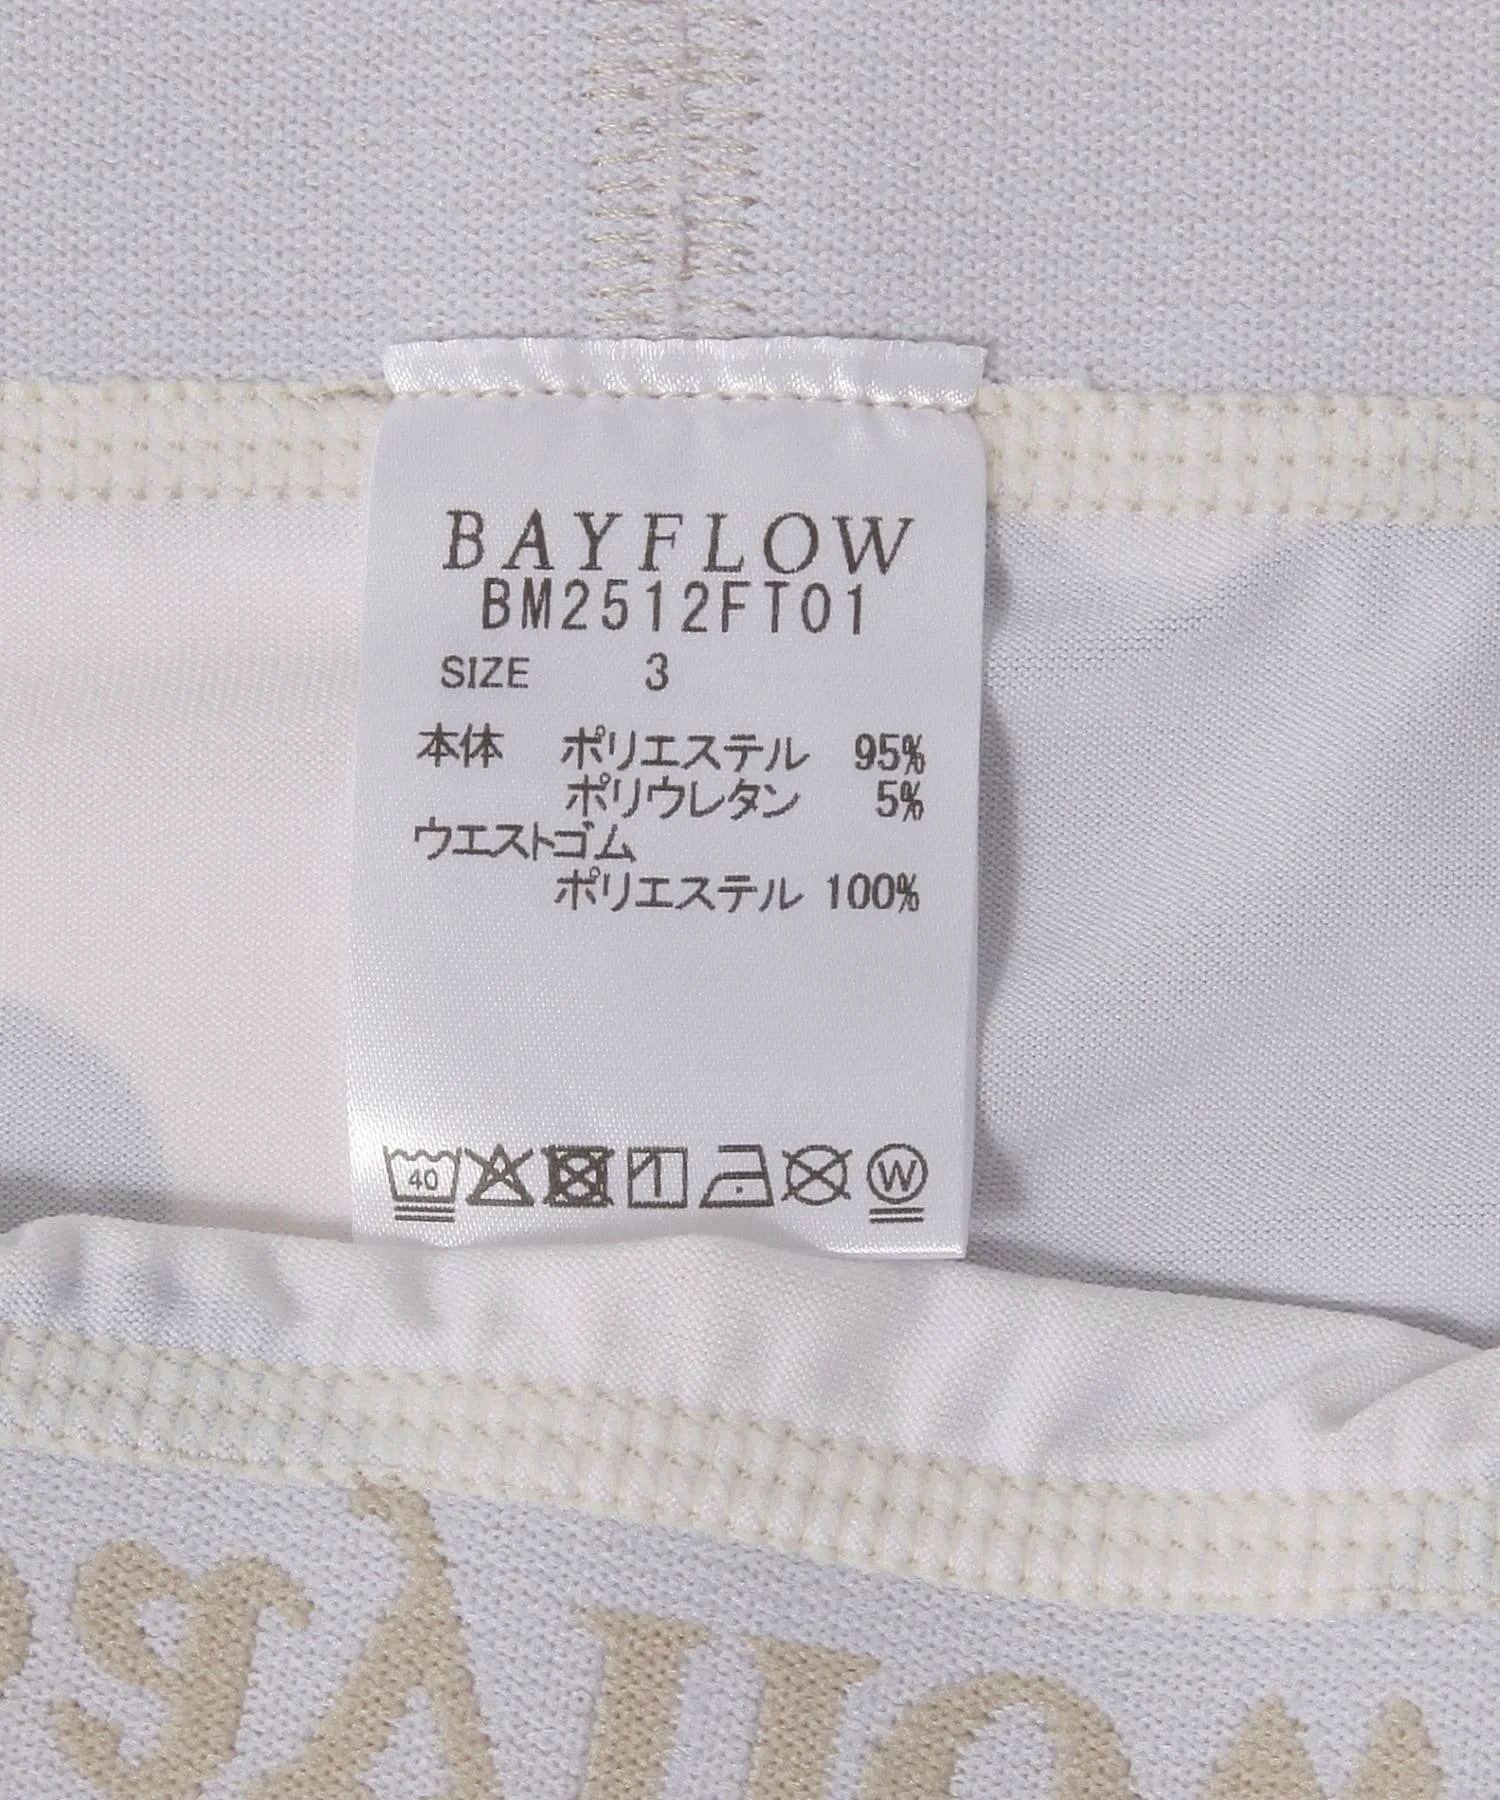 BAYFLOW
BM2512FT01
SIZE 3
本体 ポリエステル 95%
ポリウレタン 5%
ウエストゴム
ポリエステル 100%
40 W